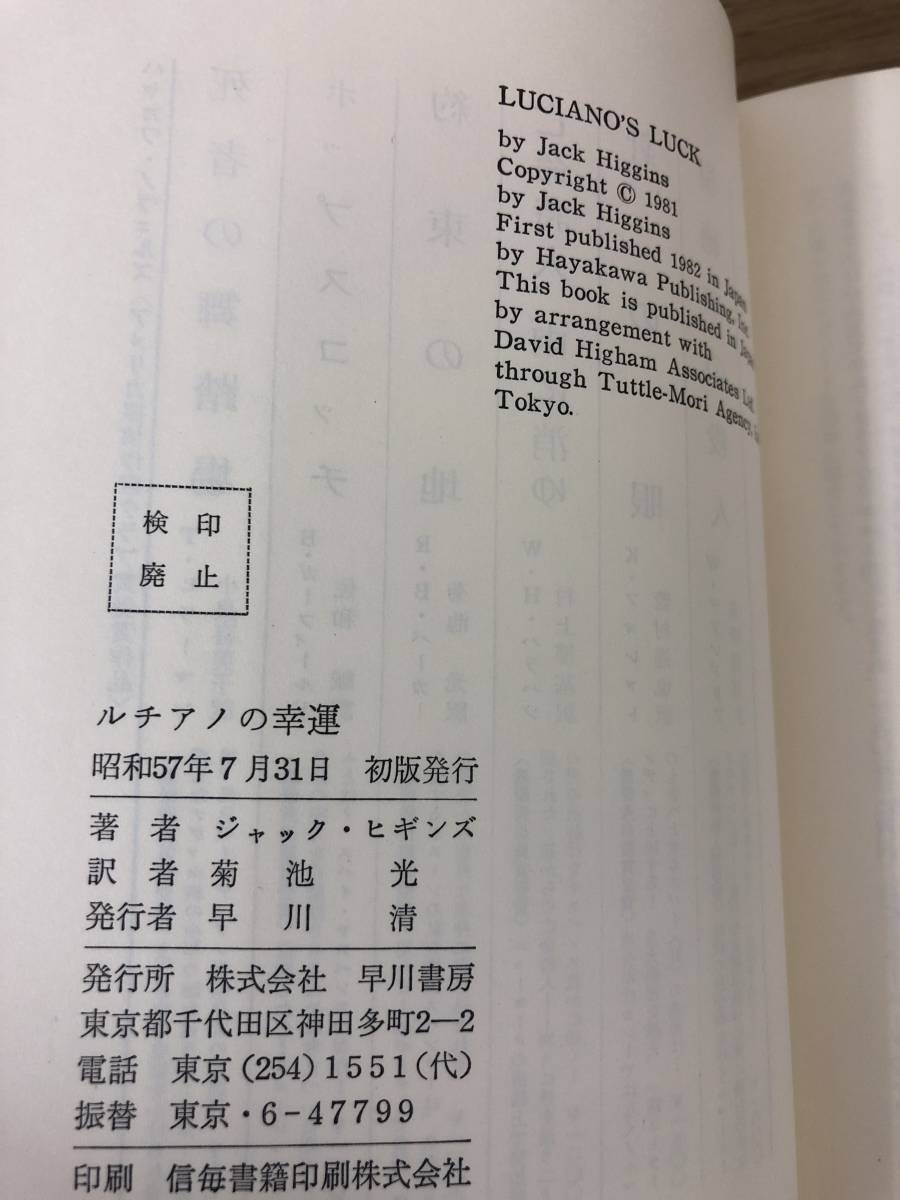 LUCIANO'S LUCK
by Jack Higgins
Copyright © 1981
by Jack Higgins
First published 1982 in Japan
by Hayakawa Publishing, Inc.
This book is published in Japan
by arrangement with
David Higham Associates Ltd.
through Tuttle-Mori Agency,
Tokyo.
検印
廃止
ルチアノの幸運
昭和57年7月31日 初版発行
著者 ジャック・ヒギンズ
訳者 菊池光
発行者 早川清
発行所 株式会社 早川書房
東京都千代田区神田多町2―2
電話 東京(254)1551(代)
振替 東京・6-47799
印刷 信毎書籍印刷株式会社